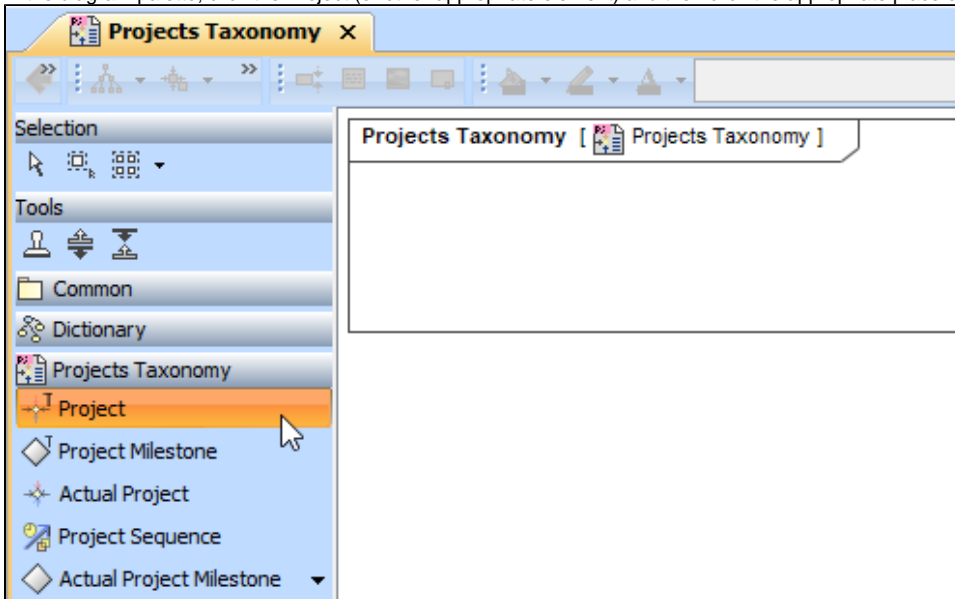 Projects Taxonomy
Selection
Projects Taxonomy [ Projects Taxonomy ]
Tools
Common
Dictionary
Projects Taxonomy
Project
Project Milestone
Actual Project
Project Sequence
Actual Project Milestone